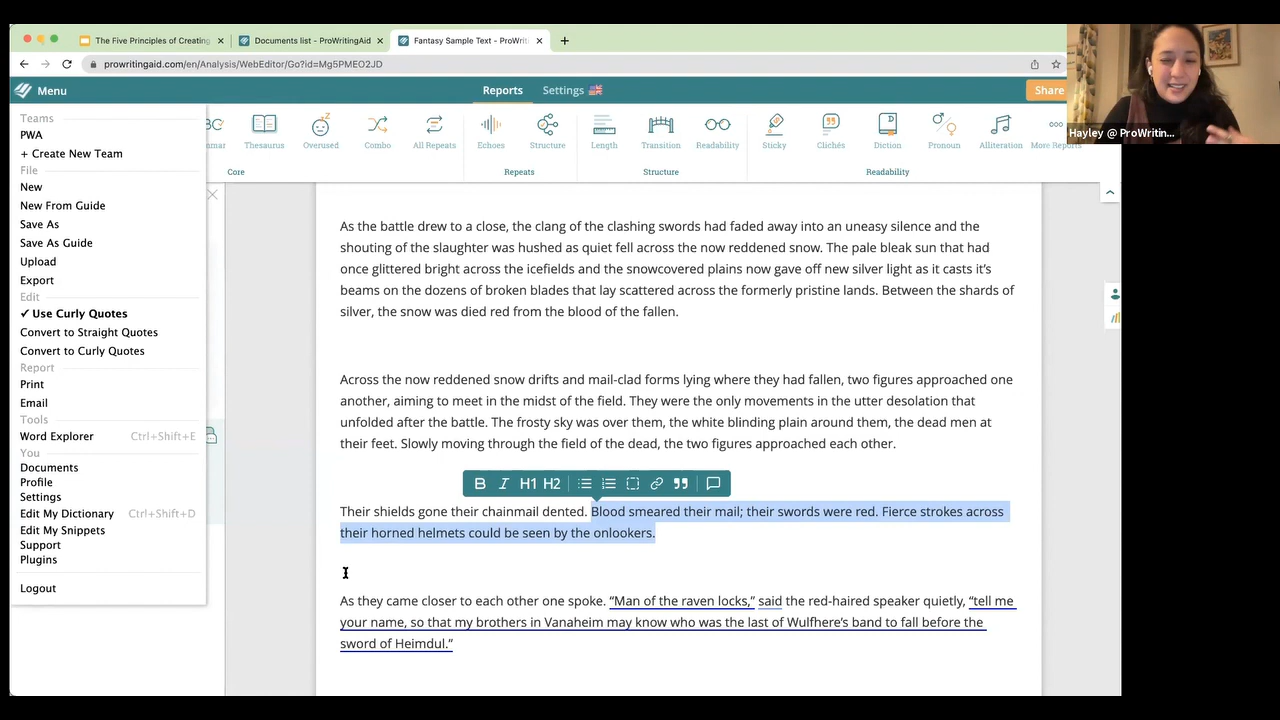 The Five Principles of Creating
Documents list - ProWritingAid
Fantasy Sample Text - ProWriti
prowritingaid.com/en/Analysis/WebEditor/Go?id=Mg5PMEO2JD
Menu
Reports
Settings
Share
Hayley @ ProWritin...
Thesaurus
Overused
Combo
All Repeats
Echoes
Structure
Length
Transition
Readability
Sticky
Clichés
Diction
Pronoun
Alliteration
More Reports
Core
Repeats
Structure
Readability
Teams
PWA
+ Create New Team
File
New
New From Guide
Save As
Save As Guide
Upload
Export
Edit
✓ Use Curly Quotes
Convert to Straight Quotes
Convert to Curly Quotes
Report
Print
Email
Tools
Word Explorer Ctrl+Shift+E
You
Documents
Profile
Settings
Edit My Dictionary Ctrl+Shift+D
Edit My Snippets
Support
Plugins
Logout
As the battle drew to a close, the clang of the clashing swords had faded away into an uneasy silence and the
shouting of the slaughter was hushed as quiet fell across the now reddened snow. The pale bleak sun that had
once glittered bright across the icefields and the snowcovered plains now gave off new silver light as it casts it's
beams on the dozens of broken blades that lay scattered across the formerly pristine lands. Between the shards of
silver, the snow was died red from the blood of the fallen.
Across the now reddened snow drifts and mail-clad forms lying where they had fallen, two figures approached one
another, aiming to meet in the midst of the field. They were the only movements in the utter desolation that
unfolded after the battle. The frosty sky was over them, the white blinding plain around them, the dead men at
their feet. Slowly moving through the field of the dead, the two figures approached each other.
B I H1 H2
Their shields gone their chainmail dented. Blood smeared their mail; their swords were red. Fierce strokes across
their horned helmets could be seen by the onlookers.
As they came closer to each other one spoke. “Man of the raven locks,” said the red-haired speaker quietly, “tell me
your name, so that my brothers in Vanaheim may know who was the last of Wulfhere’s band to fall before the
sword of Heimdul.”